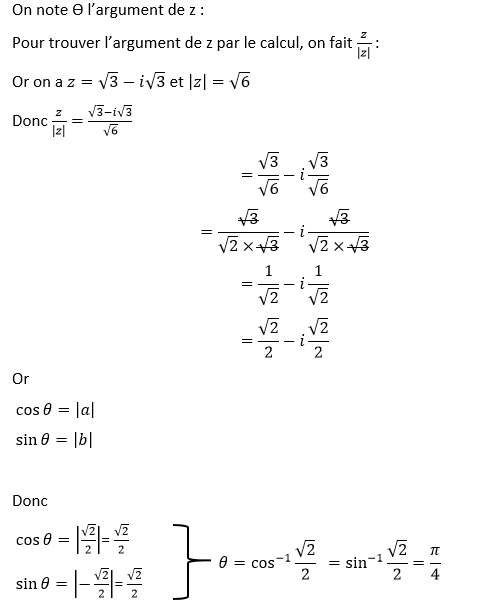 On note Ө l’argument de z :
Pour trouver l’argument de z par le calcul, on fait z/|z| :
Or on a z = √3 − i√3 et |z| = √6
Donc z/|z| = (√3−i√3)/√6
= √3/√6 − i √3/√6
= √3/(√2 × √3) − i √3/(√2 × √3)
= 1/√2 − i 1/√2
= √2/2 − i √2/2
Or
cos θ = |a|
sin θ = |b|
Donc
cos θ = |√2/2| = √2/2
sin θ = |−√2/2| = √2/2
θ = cos⁻¹ √2/2 = sin⁻¹ √2/2 = π/4